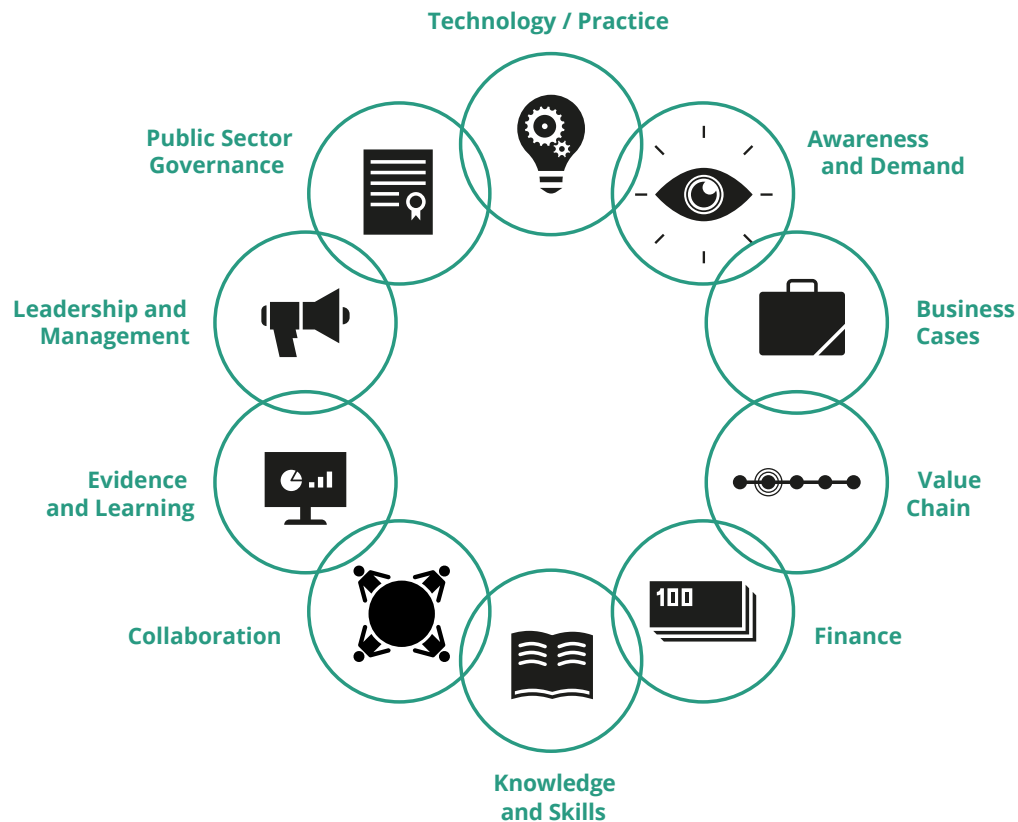 Technology / Practice
Public Sector
Governance
Awareness
and Demand
Leadership and
Management
Business
Cases
Evidence
and Learning
Value
Chain
100
Collaboration
Finance
Knowledge
and Skills